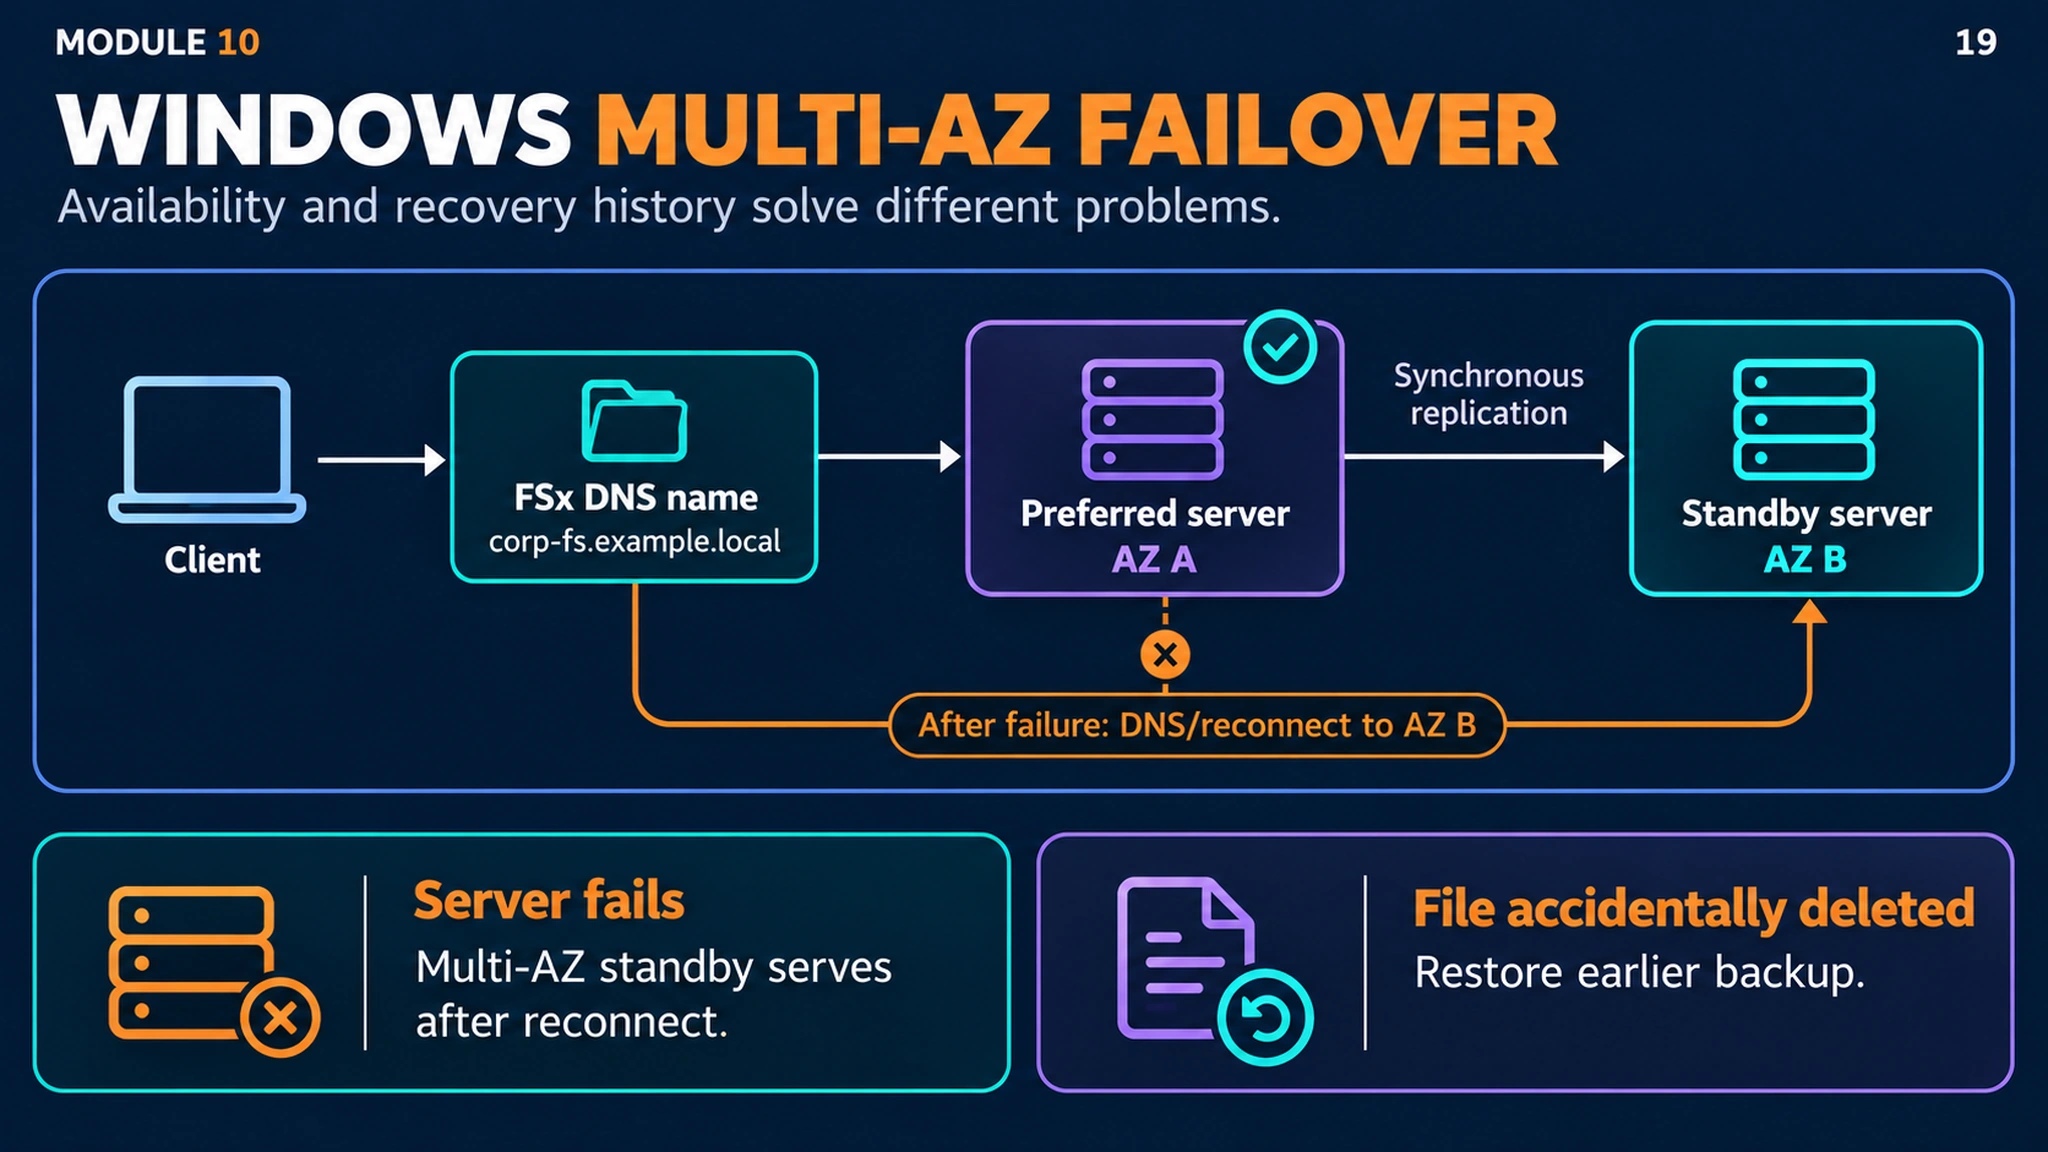 MODULE 10
19
WINDOWS MULTI-AZ FAILOVER
Availability and recovery history solve different problems.
Client
FSx DNS name
corp-fs.example.local
Preferred server
AZ A
Synchronous
replication
Standby server
AZ B
After failure: DNS/reconnect to AZ B
Server fails
Multi-AZ standby serves
after reconnect.
File accidentally deleted
Restore earlier backup.